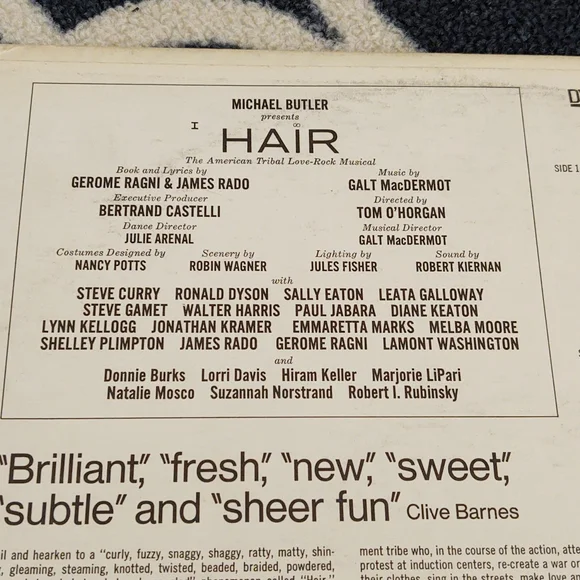 MICHAEL BUTLER
presents
HAIR
The American Tribal Love-Rock Musical
Book and Lyrics by
GEROME RAGNI & JAMES RADO
Music by
GALT MacDERMOT
Executive Producer
BERTRAND CASTELLI
Directed by
TOM O'HORGAN
Dance Director
JULIE ARENAL
Musical Director
GALT MacDERMOT
Costumes Designed by
NANCY POTTS
Scenery by
ROBIN WAGNER
Lighting by
JULES FISHER
Sound by
ROBERT KIERNAN
with
STEVE CURRY RONALD DYSON SALLY EATON LEATA GALLOWAY
STEVE GAMET WALTER HARRIS PAUL JABARA DIANE KEATON
LYNN KELLOGG JONATHAN KRAMER EMMARETTA MARKS MELBA MOORE
SHELLEY PLIMPTON JAMES RADO GEROME RAGNI LAMONT WASHINGTON
and
Donnie Burks Lorri Davis Hiram Keller Marjorie LiPari
Natalie Mosco Suzannah Norstrand Robert I. Rubinsky
SIDE 1
"Brilliant," "fresh," "new," "sweet,"
"subtle" and "sheer fun" Clive Barnes
il and hearken to a "curly, fuzzy, snaggy, shaggy, ratty, matty, shin-
gleaming, steaming, knotted, twisted, beaded, braided, powdered,
phenomenon called "Hair."
ment tribe who, in the course of the action, atte
protest at induction centers, re-create a war o
their clothes, sing in the streets, make love